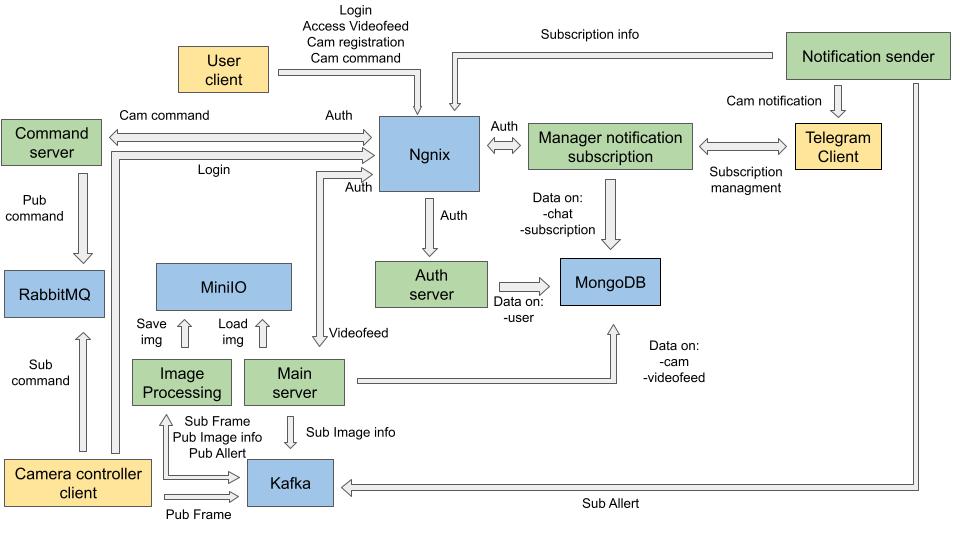 Login
Access Videofeed
Cam registration
Cam command
Subscription info
User
client
Notification sender
Cam notification
Cam command
Auth
Command
server
Ngnix
Auth
Manager notification
subscription
Telegram
Client
Login
Auth
Subscription
managment
Pub
command
Data on:
-chat
-subscription
Auth
RabbitMQ
MiniIO
Auth
server
MongoDB
Data on:
-user
Save
img
Load
img
Videofeed
Sub
command
Image
Processing
Main
server
Data on:
-cam
-videofeed
Sub Frame
Pub Image info
Pub Allert
Sub Image info
Camera controller
client
Kafka
Pub Frame
Sub Allert